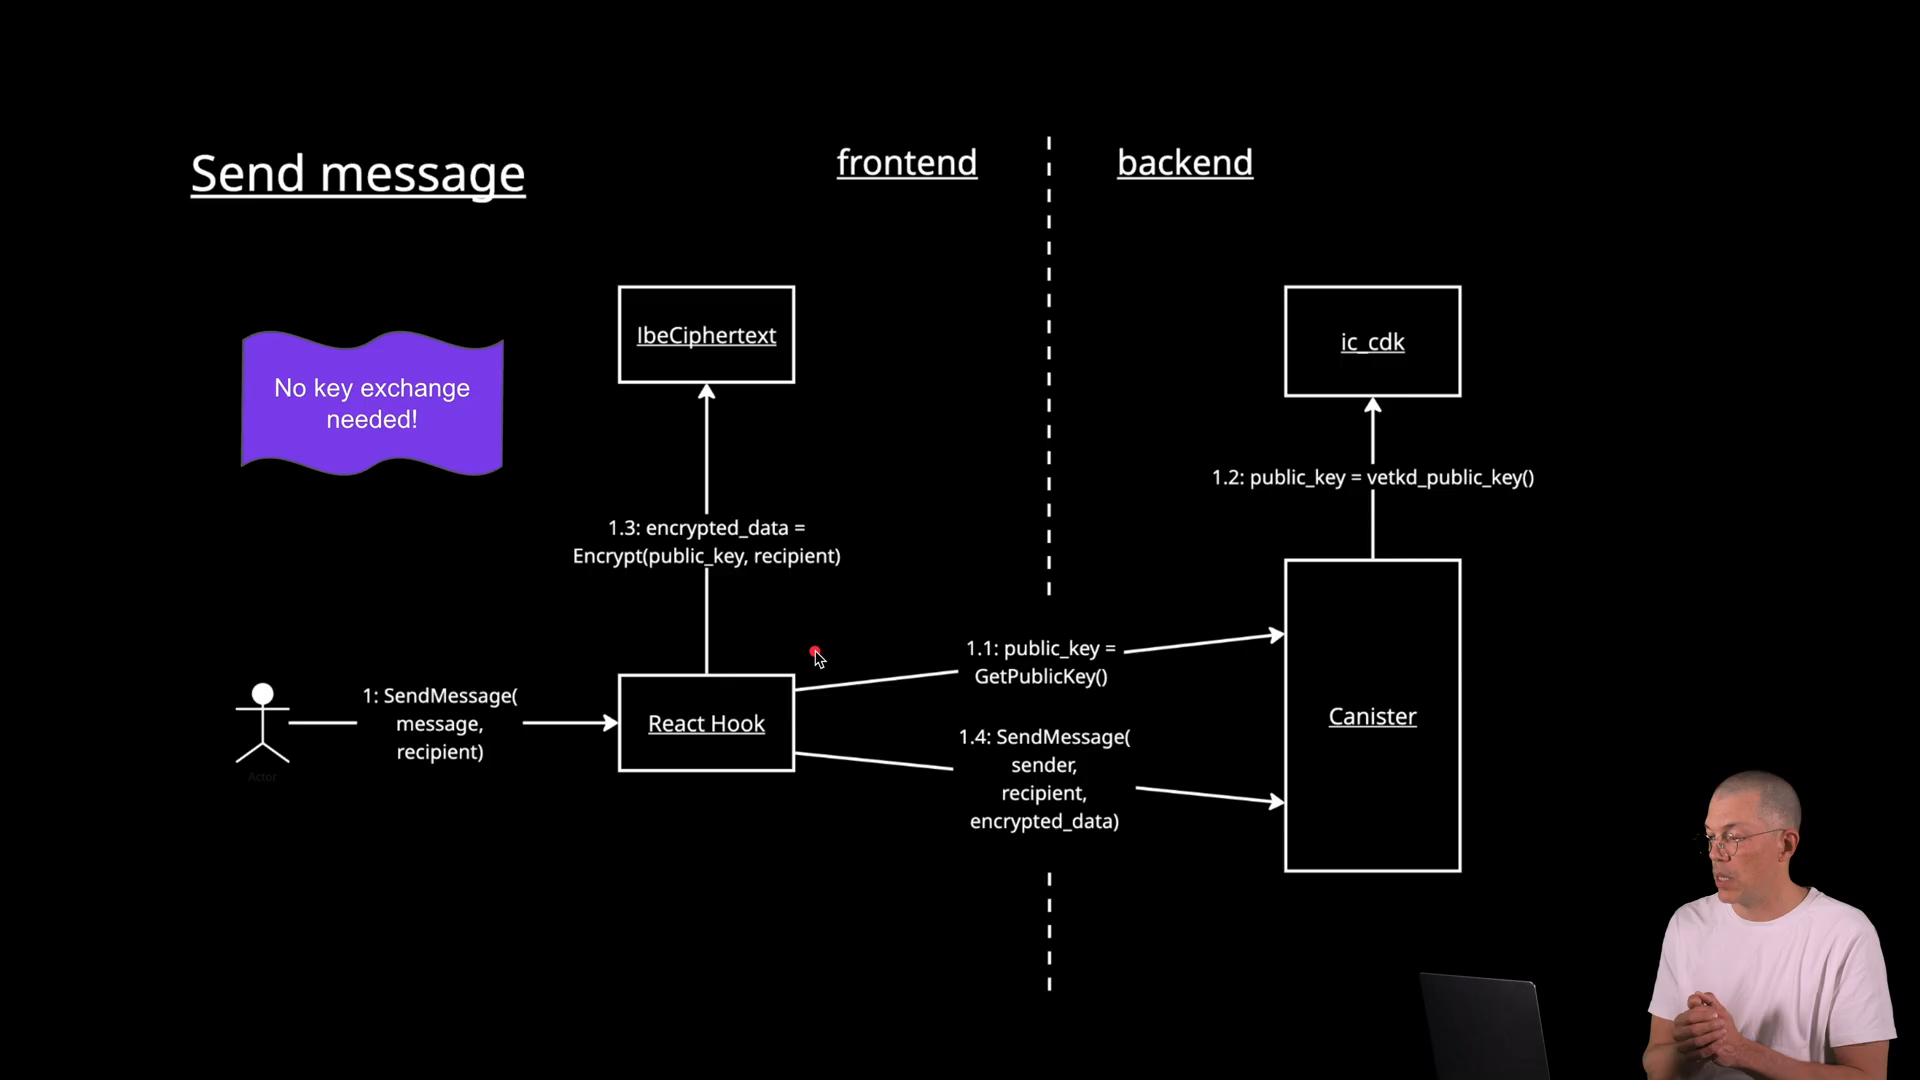 Send message
frontend
backend
IbeCiphertext
ic_cdk
No key exchange
needed!
1.2: public_key = vetkd_public_key()
1.3: encrypted_data =
Encrypt(public_key, recipient)
1.1: public_key =
GetPublicKey()
1: SendMessage(
message,
recipient)
React Hook
Canister
1.4: SendMessage(
sender,
recipient,
encrypted_data)
Actor